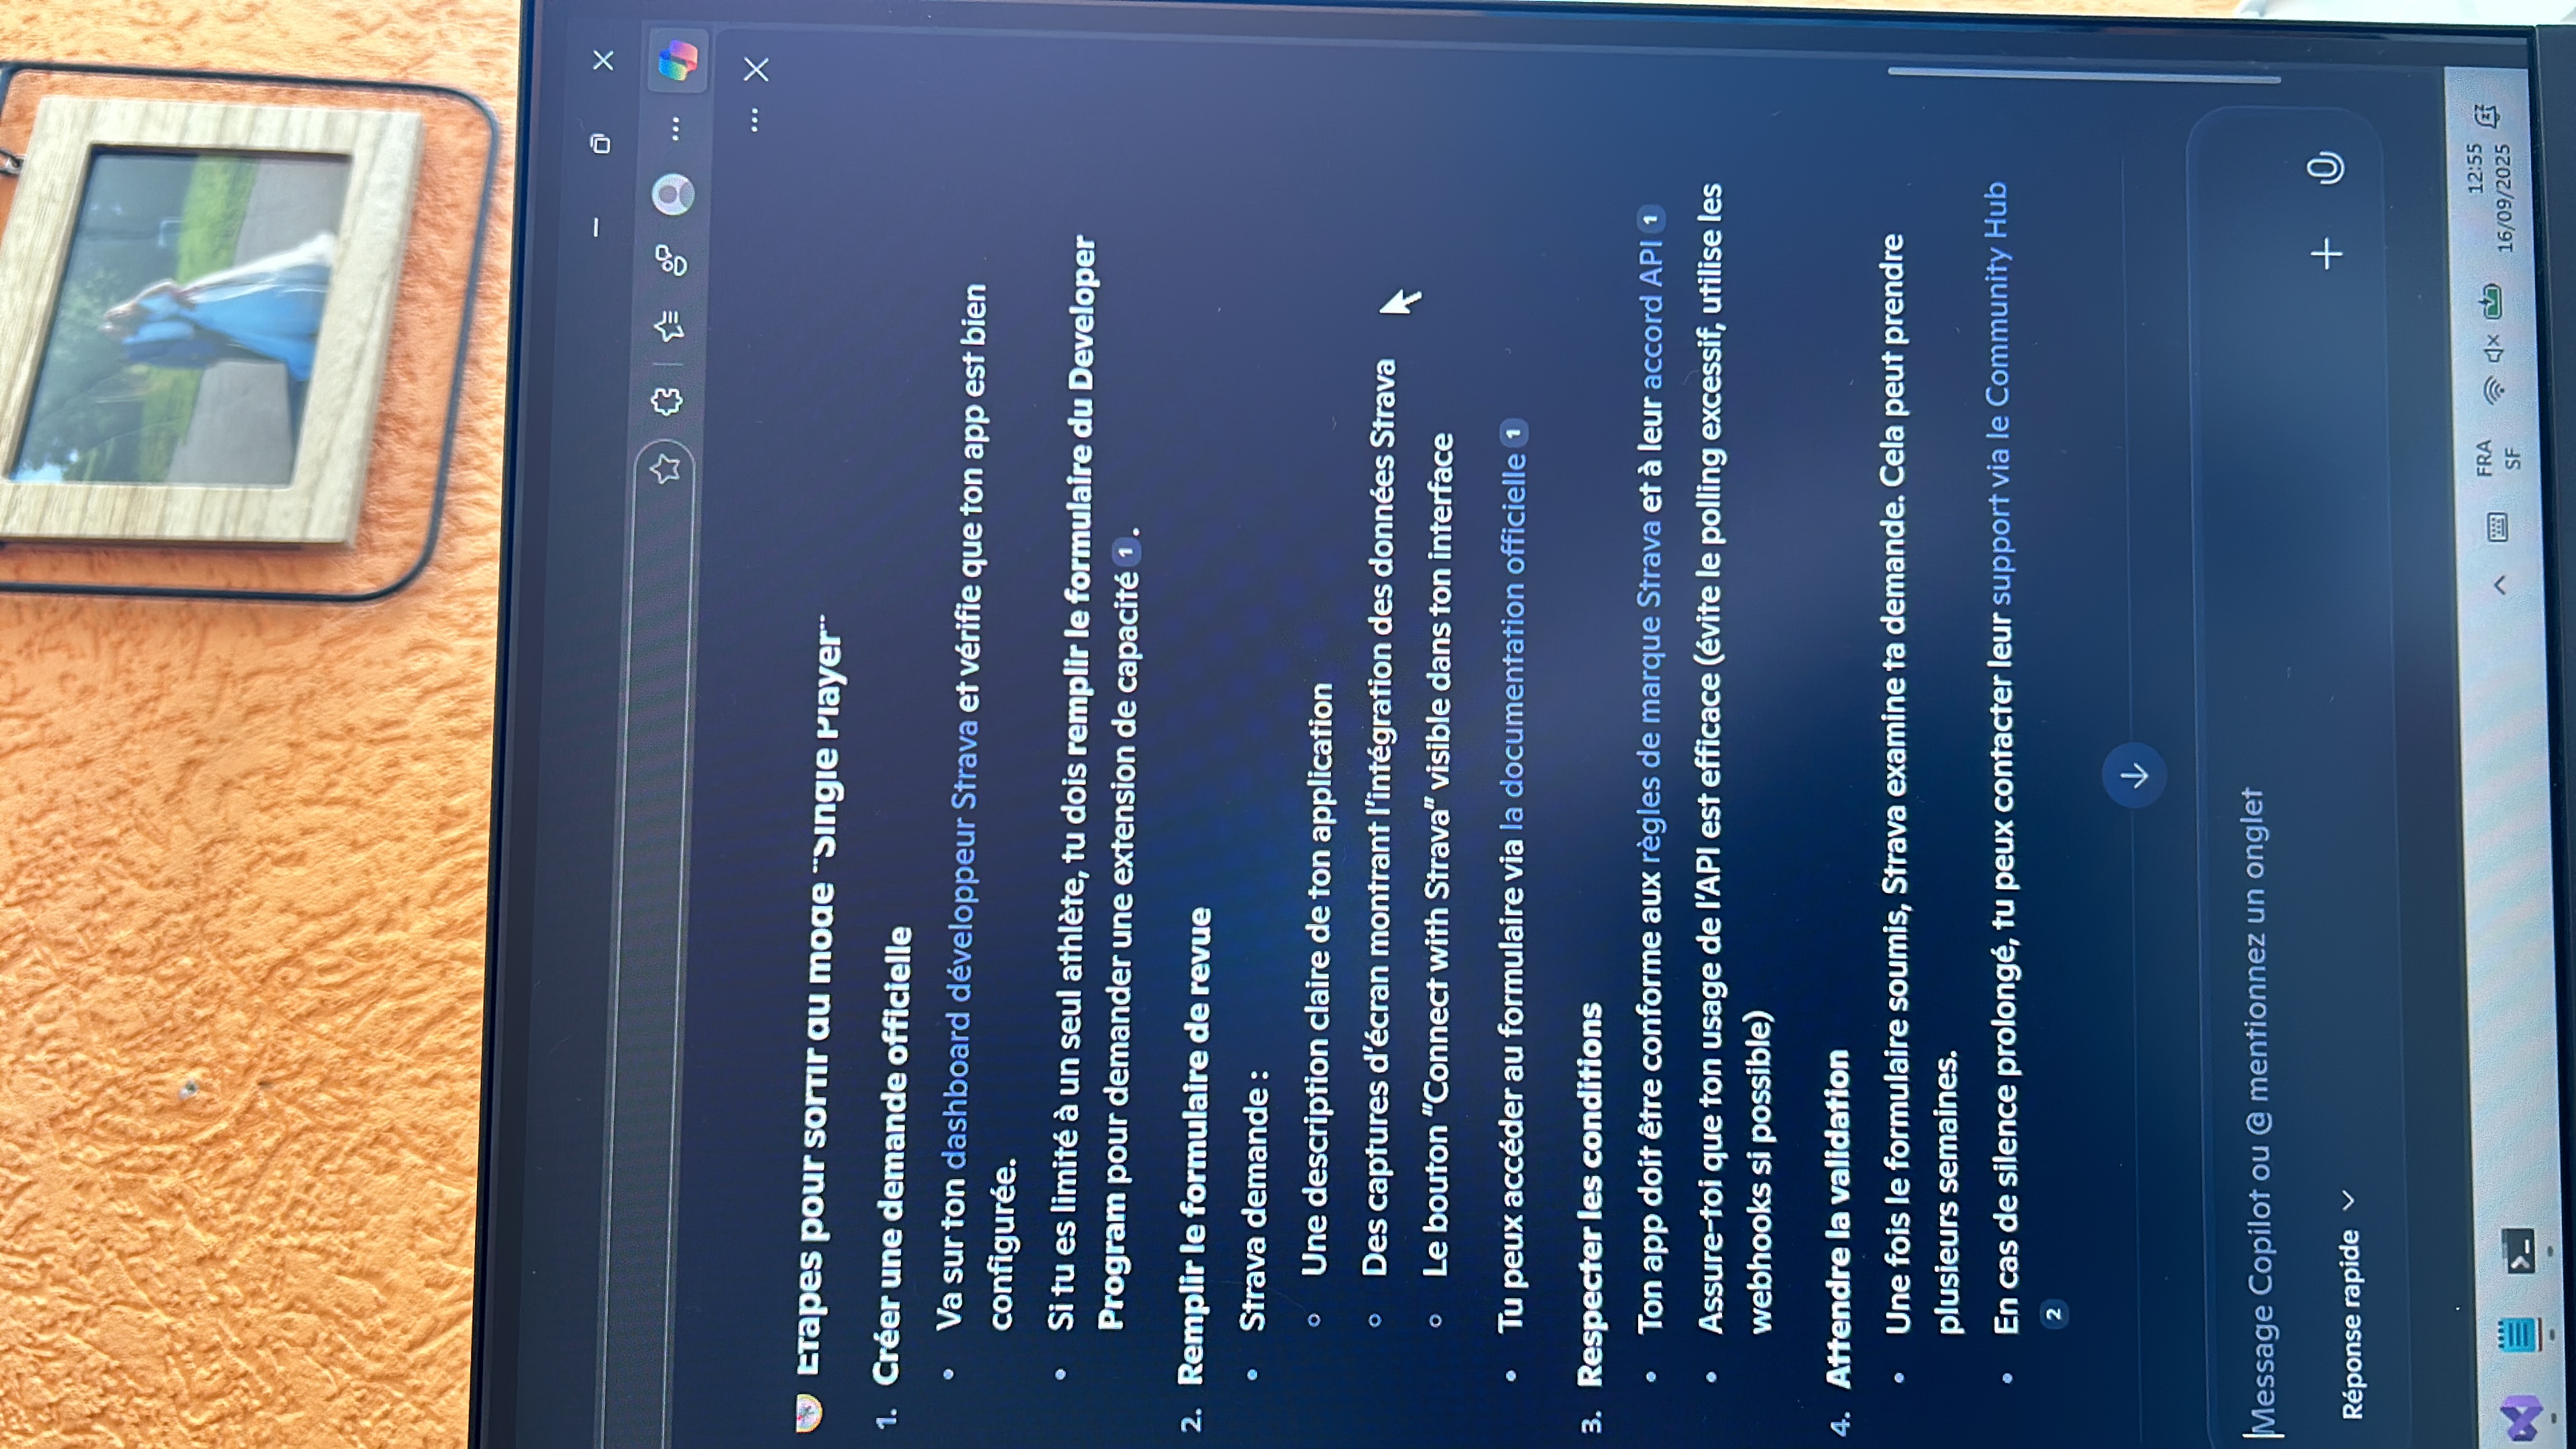 Étapes pour sortir du mode "Single Player"
1. Créer une demande officielle
• Va sur ton dashboard développeur Strava et vérifie que ton app est bien
configurée.
• Si tu es limité à un seul athlète, tu dois remplir le formulaire du Developer
Program pour demander une extension de capacité 1.
2. Remplir le formulaire de revue
• Strava demande :
◦ Une description claire de ton application
◦ Des captures d'écran montrant l'intégration des données Strava
◦ Le bouton "Connect with Strava" visible dans ton interface
• Tu peux accéder au formulaire via la documentation officielle 1
3. Respecter les conditions
• Ton app doit être conforme aux règles de marque Strava et à leur accord API 1
• Assure-toi que ton usage de l'API est efficace (évite le polling excessif, utilise les
webhooks si possible)
4. Attendre la validation
• Une fois le formulaire soumis, Strava examine ta demande. Cela peut prendre
plusieurs semaines.
• En cas de silence prolongé, tu peux contacter leur support via le Community Hub
2
Message Copilot ou @ mentionnez un onglet
Réponse rapide
FRA
SF
12:55
16/09/2025